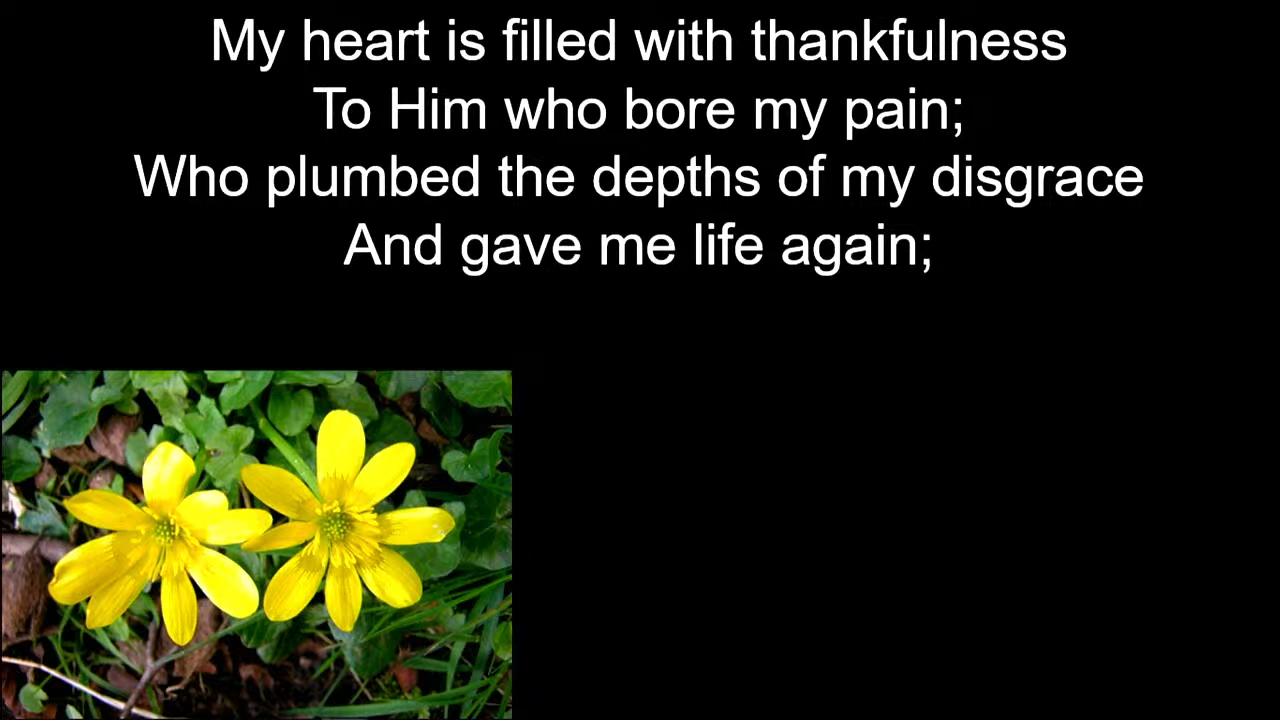 My heart is filled with thankfulness
To Him who bore my pain;
Who plumbed the depths of my disgrace
And gave me life again;